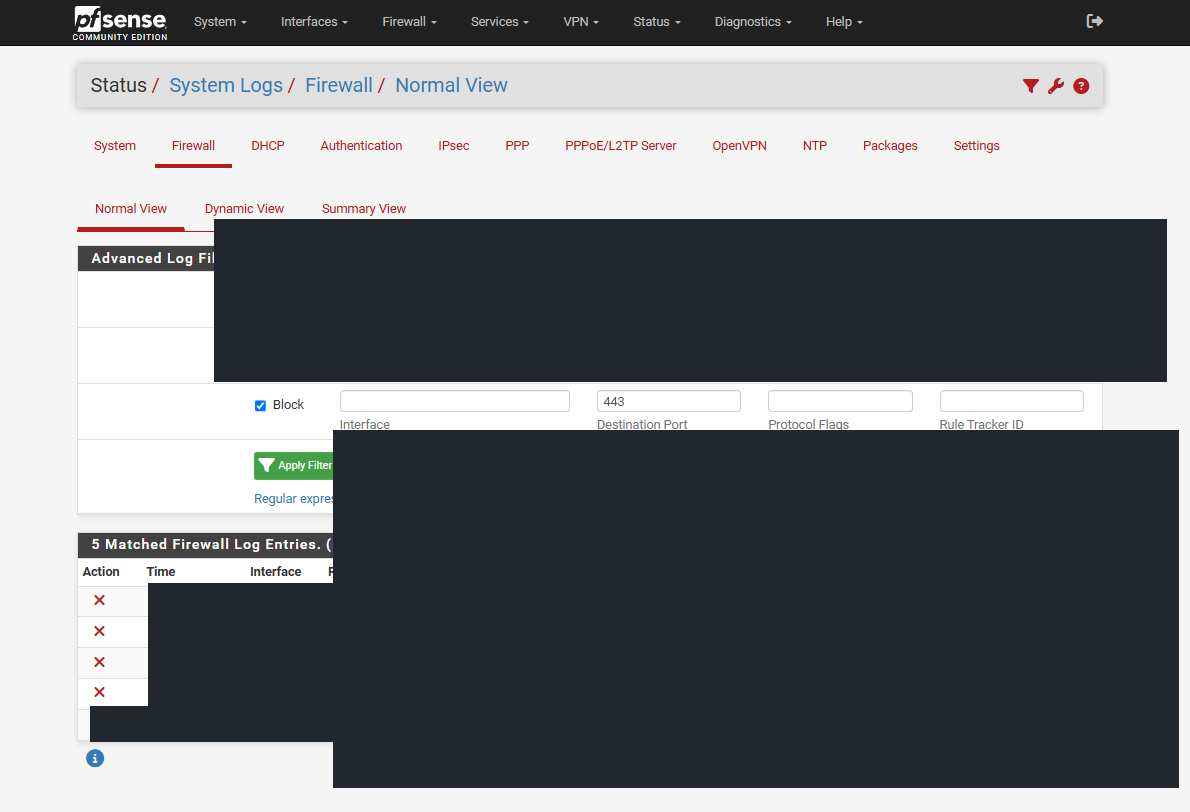 pfsense System Interfaces Firewall Services VPN Status Diagnostics Help
COMMUNITY EDITION
Status / System Logs / Firewall / Normal View
System Firewall DHCP Authentication IPsec PPP PPPoE/L2TP Server OpenVPN NTP Packages Settings
Normal View Dynamic View Summary View
Advanced Log
Block 443
Interface Destination Port Protocol Flags Rule Tracker ID
Apply Filter
Regular
5 Matched Firewall Log Entries. (
Action Time Interface